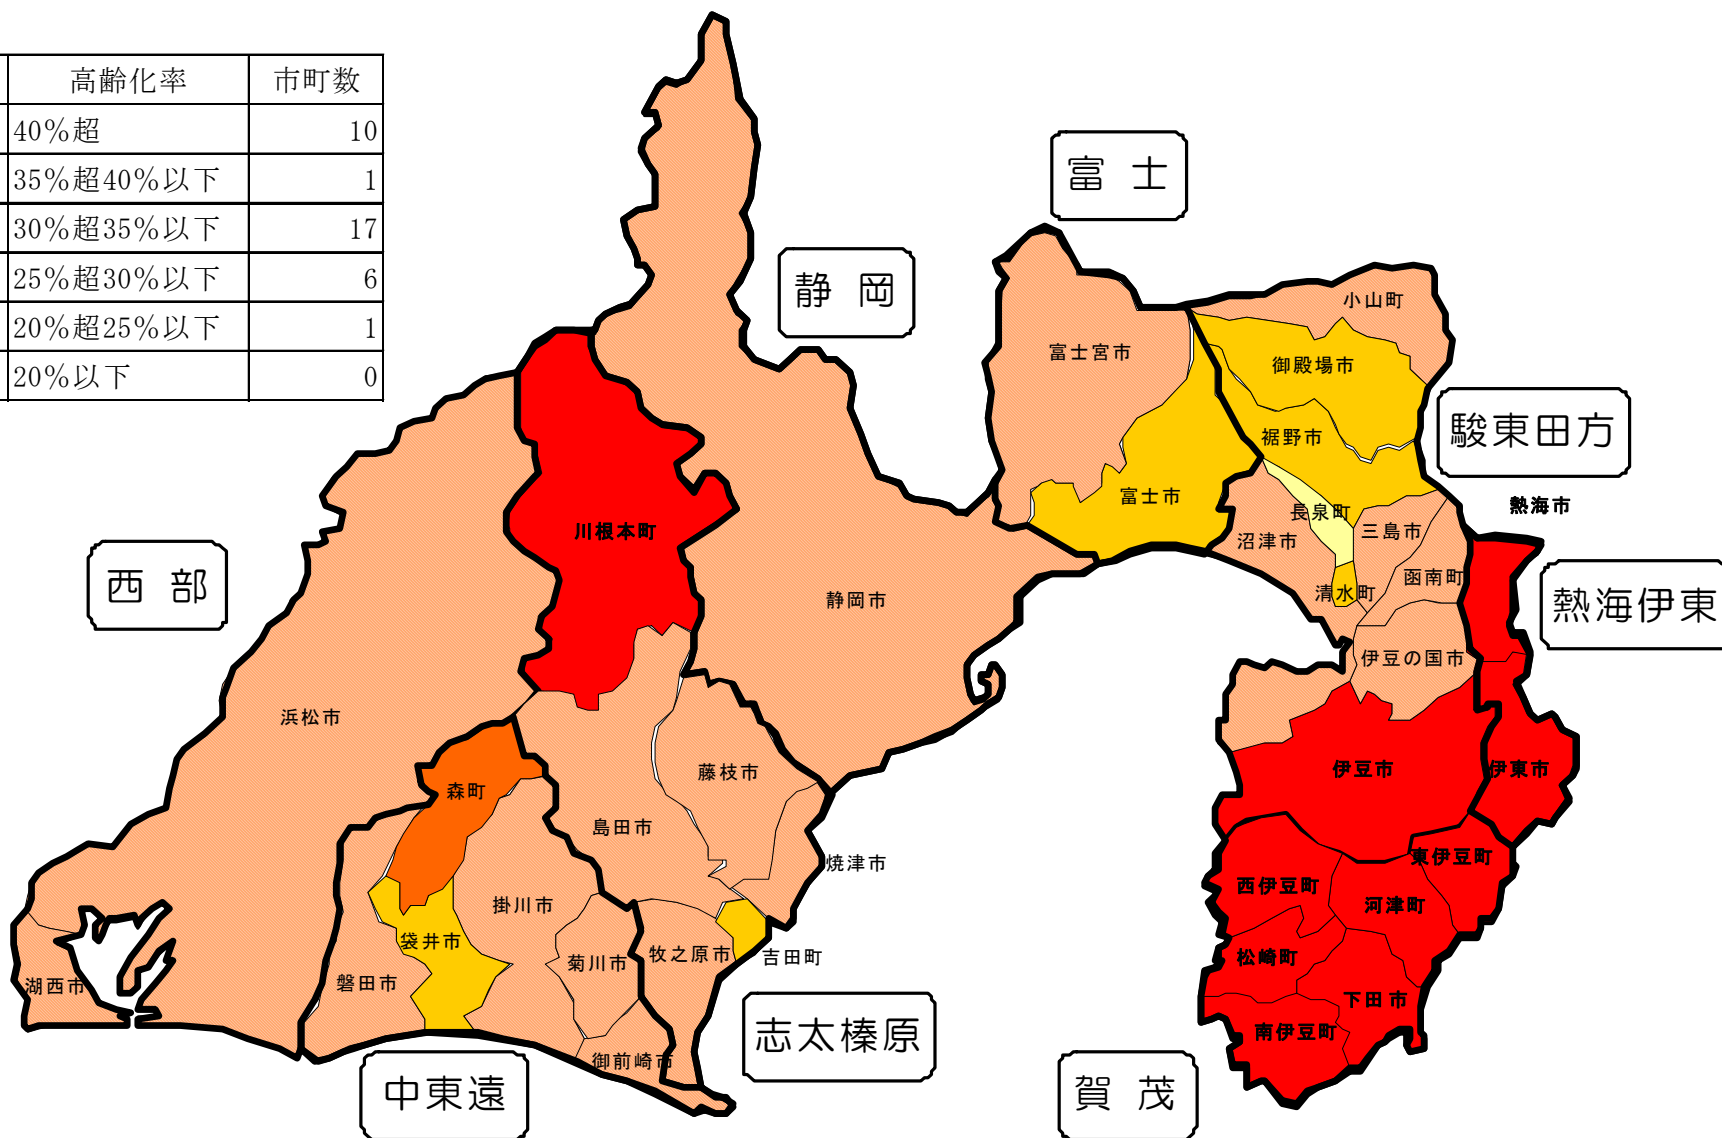 高齢化率 市町数
40％超 10
35％超40％以下 1
30％超35％以下 17
25％超30％以下 6
20％超25％以下 1
20％以下 0
富士
静岡
小山町
富士宮市
御殿場市
駿東田方
裾野市
富士市
熱海市
長泉町
川根本町
沼津市
三島市
西部
函南町
清水町
静岡市
熱海伊東
伊豆の国市
浜松市
伊豆市
伊東市
藤枝市
森町
島田市
焼津市
東伊豆町
西伊豆町
河津町
掛川市
袋井市
菊川市
牧之原市
吉田町
松崎町
磐田市
湖西市
下田市
志太榛原
南伊豆町
御前崎市
中東遠
賀茂